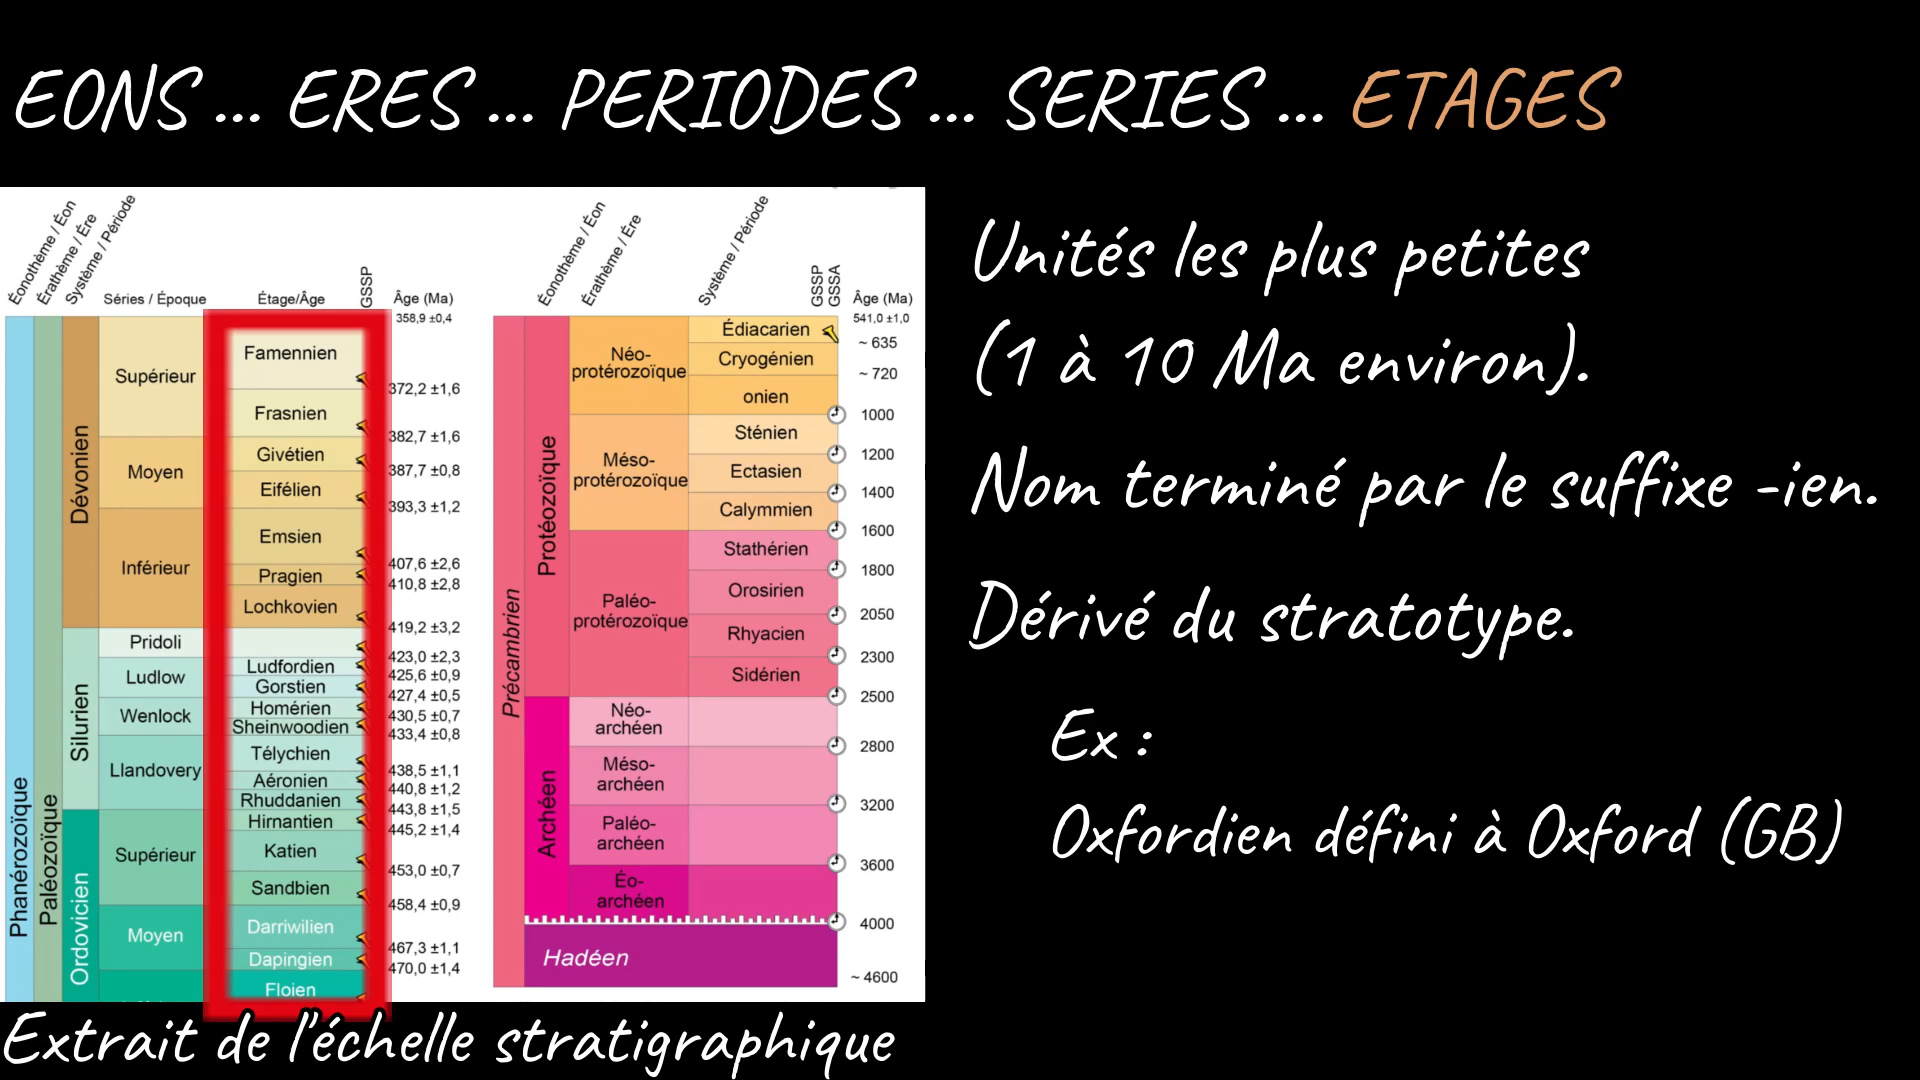 EONS ... ERES ... PERIODES ... SERIES ... ETAGES
Éonothème / Éon
Érathème / Ère
Système / Période
Séries / Époque
Étage/Âge
GSSP
Âge (Ma)
358,9 ±0,4
Phanérozoïque
Paléozoïque
Dévonien
Supérieur
Famennien
372,2 ±1,6
Frasnien
382,7 ±1,6
Moyen
Givétien
387,7 ±0,8
Eifélien
393,3 ±1,2
Inférieur
Emsien
407,6 ±2,6
Pragien
410,8 ±2,8
Lochkovien
419,2 ±3,2
Silurien
Pridoli
423,0 ±2,3
Ludlow
Ludfordien
425,6 ±0,9
Gorstien
427,4 ±0,5
Wenlock
Homérien
430,5 ±0,7
Sheinwoodien
433,4 ±0,8
Llandovery
Télychien
438,5 ±1,1
Aéronien
440,8 ±1,2
Rhuddanien
443,8 ±1,5
Ordovicien
Supérieur
Hirnantien
445,2 ±1,4
Katien
453,0 ±0,7
Sandbien
458,4 ±0,9
Moyen
Darriwilien
467,3 ±1,1
Dapingien
470,0 ±1,4
Floien
Éonothème / Éon
Érathème / Ère
Système / Période
GSSP
GSSA
Âge (Ma)
541,0 ±1,0
Précambrien
Protéozoïque
Néo-
protérozoïque
Édiacarien
~ 635
Cryogénien
~ 720
onien
1000
Méso-
protérozoïque
Sténien
1200
Ectasien
1400
Calymmien
1600
Paléo-
protérozoïque
Stathérien
1800
Orosirien
2050
Rhyacien
2300
Sidérien
2500
Archéen
Néo-
archéen
2800
Méso-
archéen
3200
Paléo-
archéen
3600
Éo-
archéen
4000
Hadéen
~ 4600
Extrait de l'échelle stratigraphique
Unités les plus petites
(1 à 10 Ma environ).
Nom terminé par le suffixe -ien.
Dérivé du stratotype.
Ex :
Oxfordien défini à Oxford (GB)